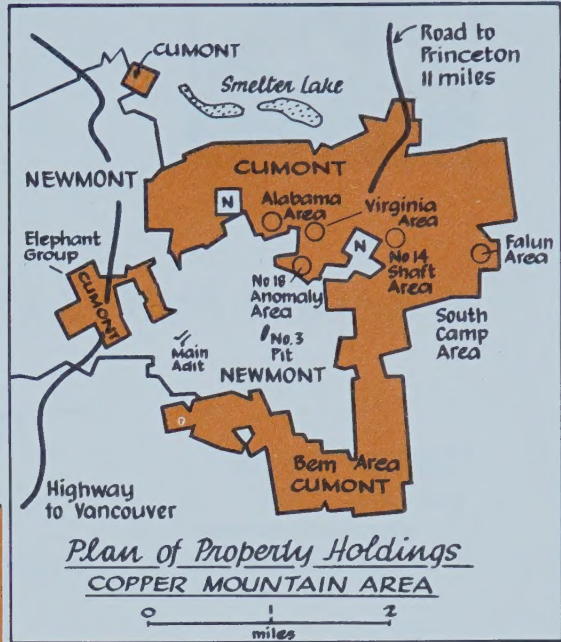 CUMONT
Road to
Princeton
11 miles
Smelter Lake
NEWMONT
CUMONT
N
Alabama
Area
Virginia
Area
N
Elephant
Group
CUMONT
No 18
Anomaly
Area
No 14
Shaft
Area
Falun
Area
South
Camp
Area
Main
Adit
No. 3
Pit
NEWMONT
Bem Area
CUMONT
Highway
to Vancouver
Plan of Property Holdings
COPPER MOUNTAIN AREA
0 1 2
miles